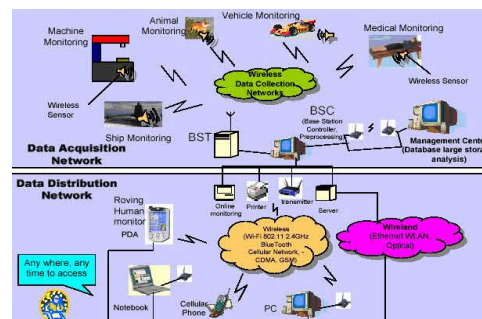 Machine
Monitoring
Animal
Monitoring
Vehicle Monitoring
Medical Monitoring
Wireless
Data Collection
Networks
Wireless Sensor
Wireless
Sensor
Ship Monitoring
BST
BSC
(Base Station
Controller,
Preprocessing)
Management Cente
(Database large stora
analysis)
Data Acquisition
Network
Data Distribution
Network
Online
monitoring
Printer
transmitter
Server
Roving
Human
monitor
PDA
Wireless
(Wi-Fi 802.11 2.4GHz
BlueTooth
Cellular Network, -
CDMA, GSM)
Wireland
(Ethernet WLAN,
Optical)
Any where, any
time to access
Notebook
Cellular
Phone
PC